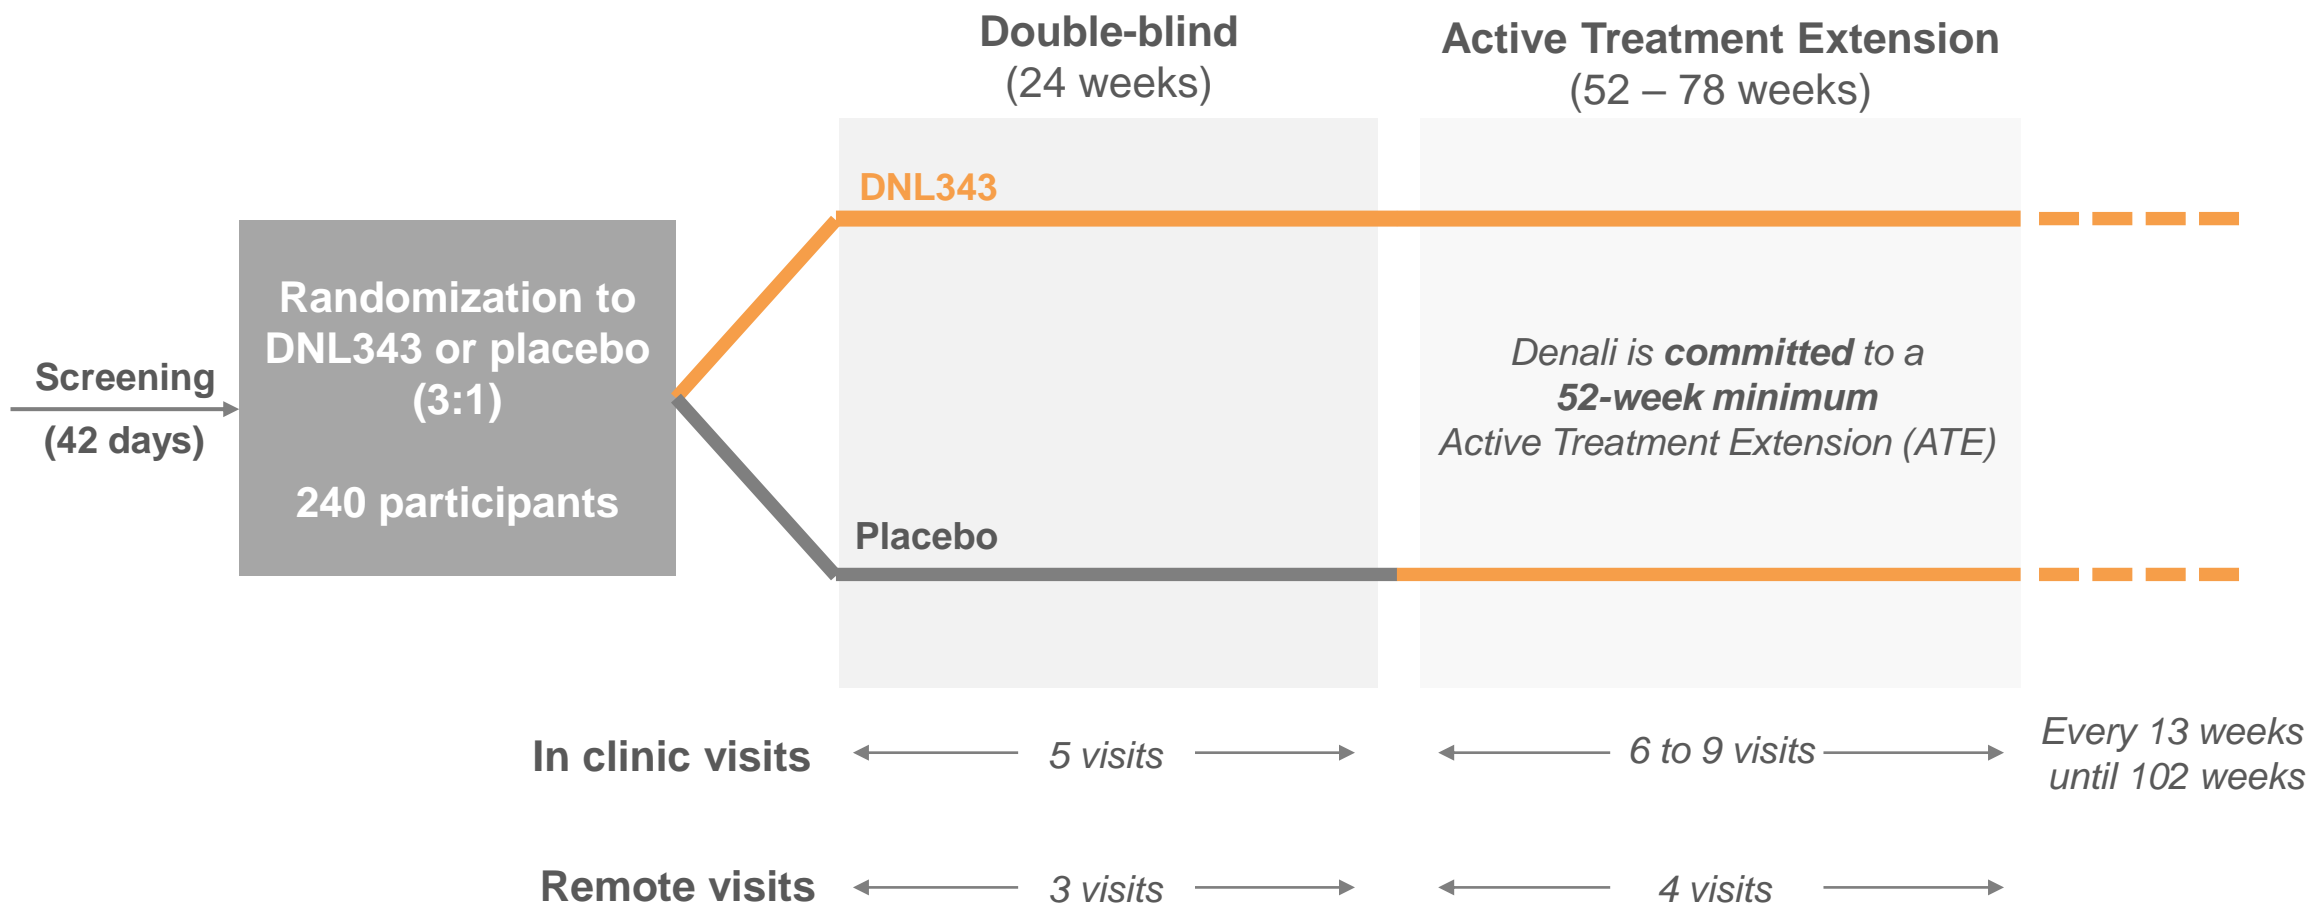 Double-blind
(24 weeks)
Active Treatment Extension
(52 – 78 weeks)
Screening
(42 days)
Randomization to
DNL343 or placebo
(3:1)
240 participants
DNL343
Placebo
Denali is committed to a
52-week minimum
Active Treatment Extension (ATE)
In clinic visits
5 visits
6 to 9 visits
Every 13 weeks
until 102 weeks
Remote visits
3 visits
4 visits